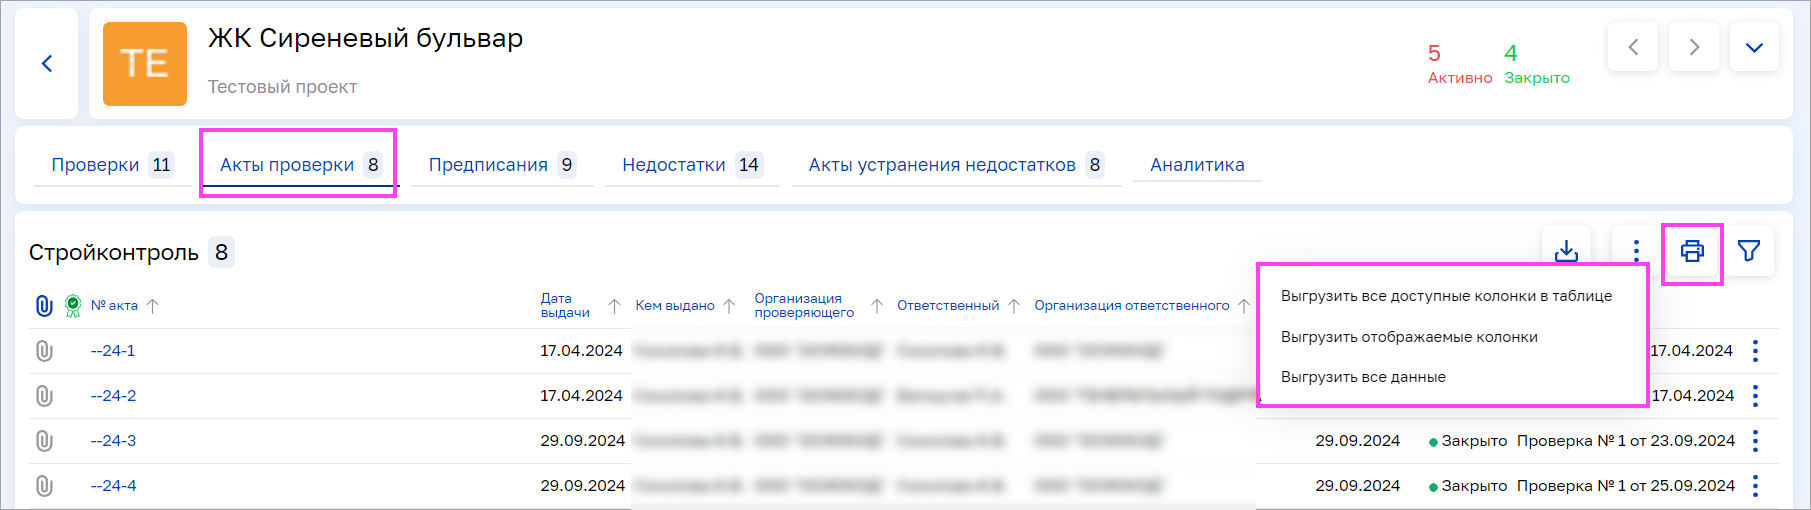 ТЕ
ЖК Сиреневый бульвар
Тестовый проект
5
Активно
4
Закрыто
Проверки 11
Акты проверки 8
Предписания 9
Недостатки 14
Акты устранения недостатков 8
Аналитика
Стройконтроль 8
№ акта
Дата выдачи
Кем выдано
Организация проверяющего
Ответственный
Организация ответственного
Выгрузить все доступные колонки в таблице
Выгрузить отображаемые колонки
Выгрузить все данные
--24-1 17.04.2024 17.04.2024
--24-2 17.04.2024 17.04.2024
--24-3 29.09.2024 29.09.2024 Закрыто Проверка № 1 от 23.09.2024
--24-4 29.09.2024 29.09.2024 Закрыто Проверка № 1 от 25.09.2024